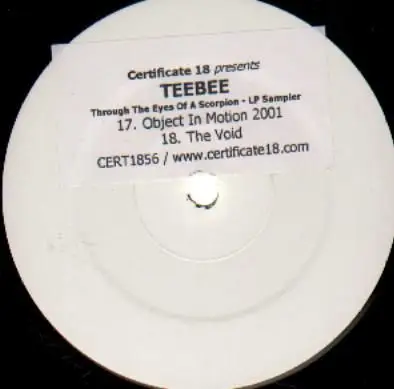 Certificate 18 presents
TEEBEE
Through The Eyes Of A Scorpion - LP Sampler
17. Object In Motion 2001
18. The Void
CERT1856 / www.certificate18.com